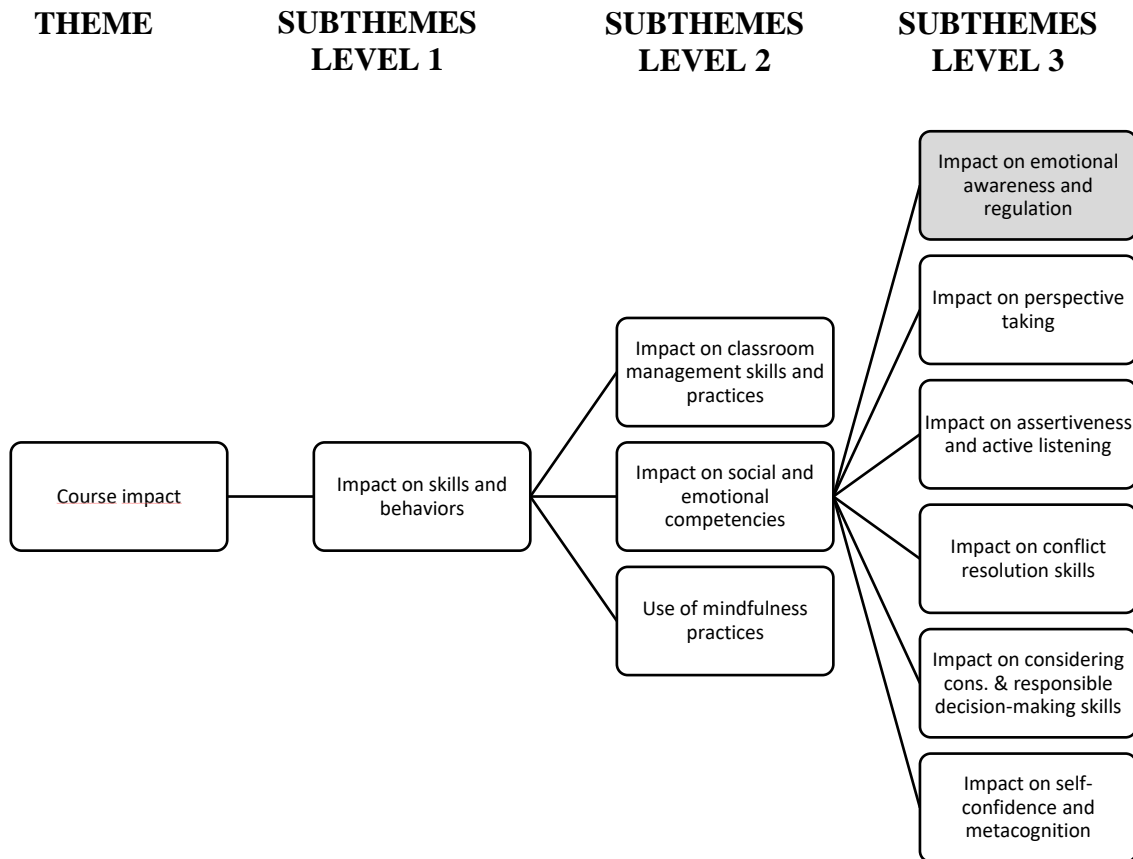 THEME
SUBTHEMES
LEVEL 1
SUBTHEMES
LEVEL 2
SUBTHEMES
LEVEL 3
Course impact
Impact on skills and
behaviors
Impact on classroom
management skills and
practices
Impact on social and
emotional
competencies
Use of mindfulness
practices
Impact on emotional
awareness and
regulation
Impact on perspective
taking
Impact on assertiveness
and active listening
Impact on conflict
resolution skills
Impact on considering
cons. & responsible
decision-making skills
Impact on self-
confidence and
metacognition